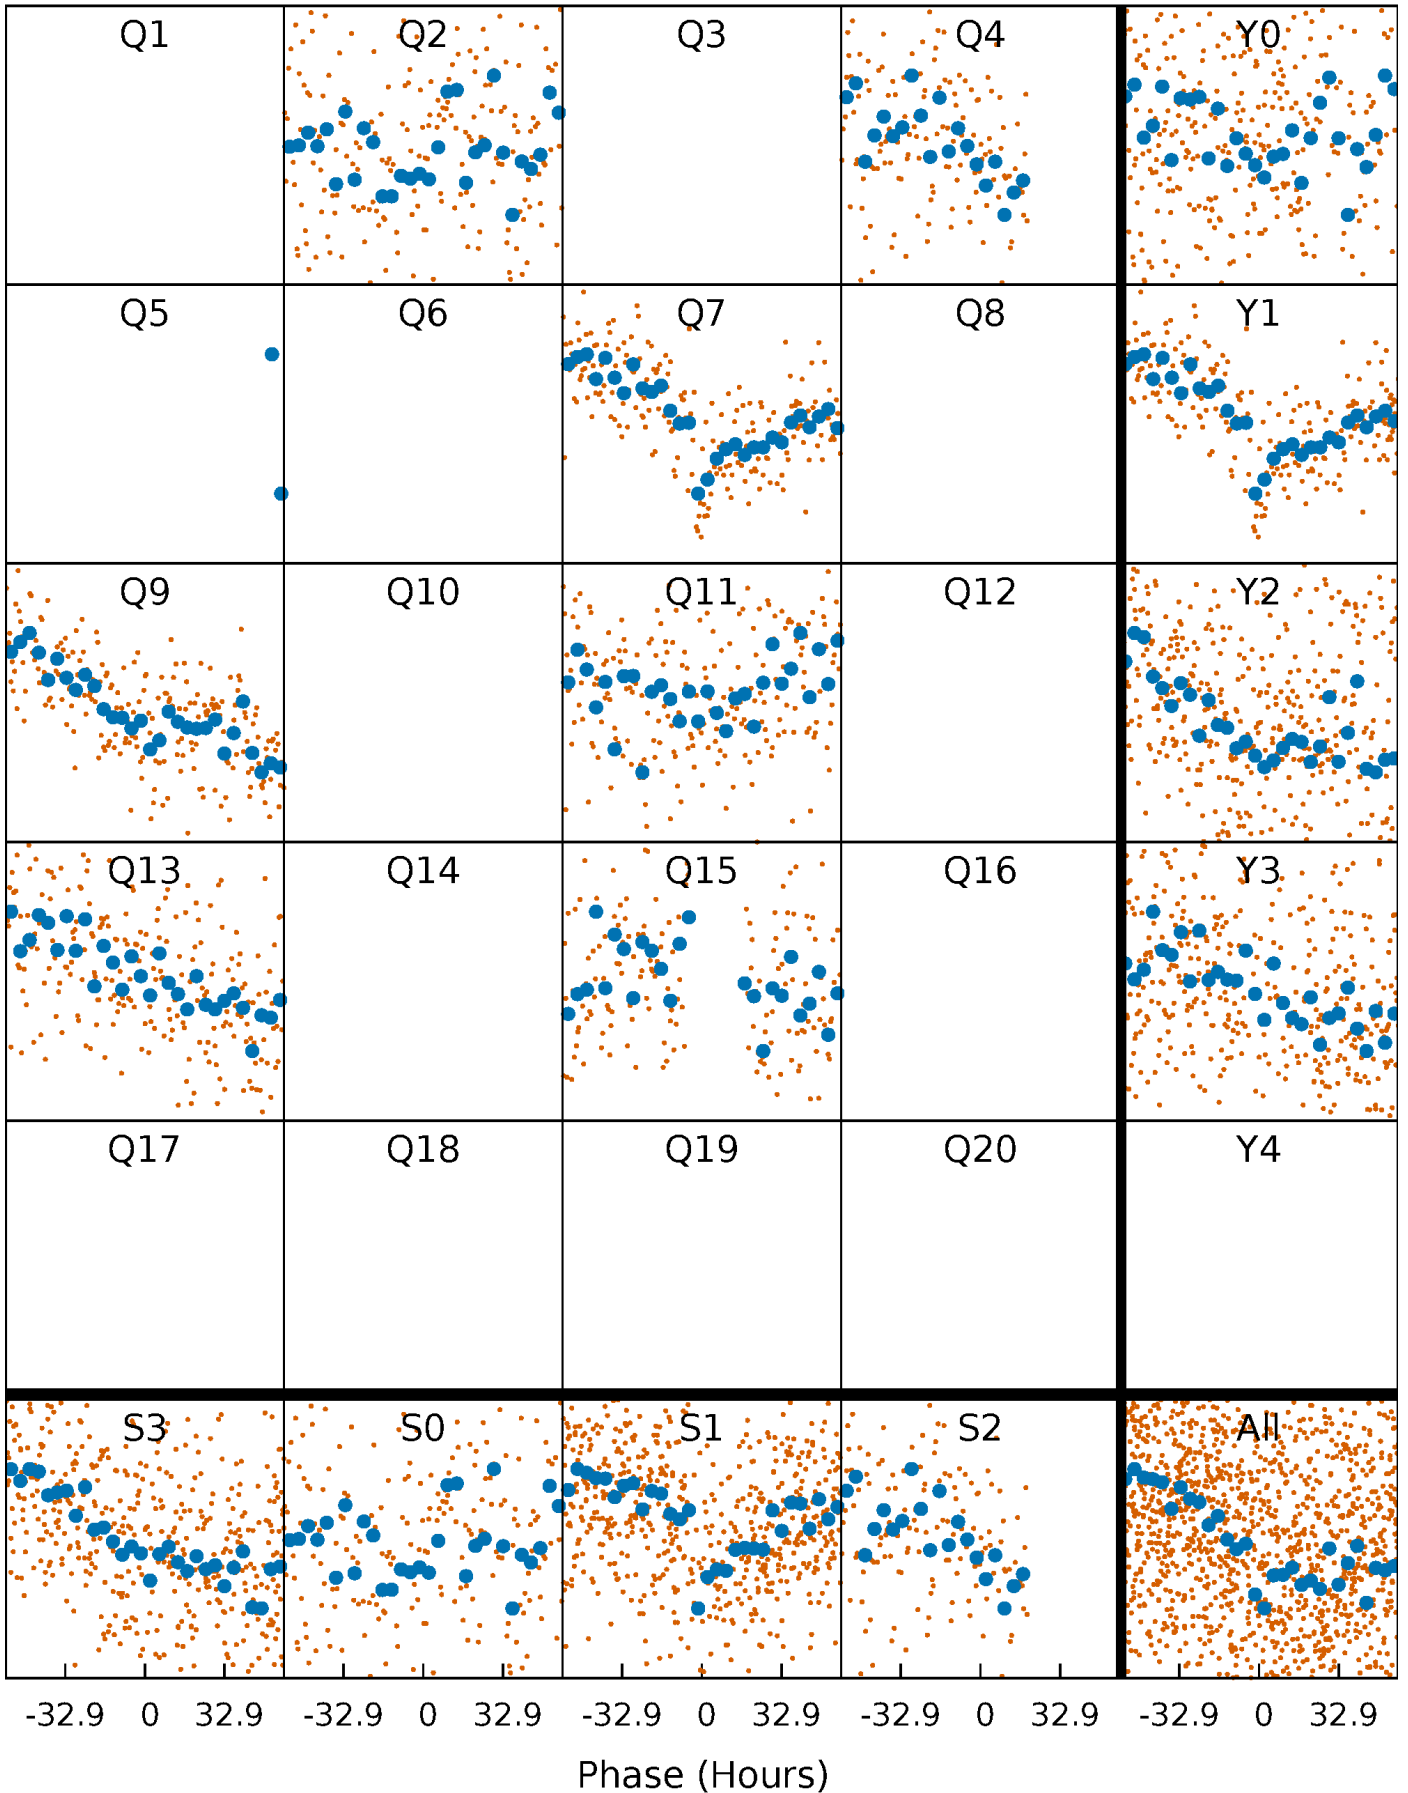 Q1 Q2 Q3 Q4 Y0
Q5 Q6 Q7 Q8 Y1
Q9 Q10 Q11 Q12 Y2
Q13 Q14 Q15 Q16 Y3
Q17 Q18 Q19 Q20 Y4
S3 S0 S1 S2 All
-32.9 0 32.9 -32.9 0 32.9 -32.9 0 32.9 -32.9 0 32.9 -32.9 0 32.9
Phase (Hours)